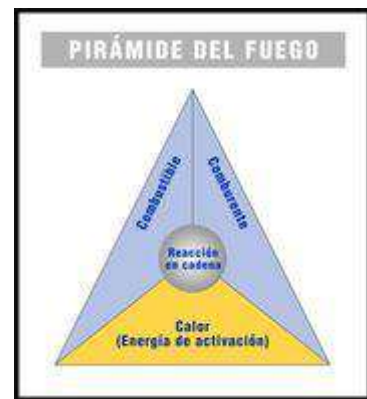 PIRÁMIDE DEL FUEGO
Combustible
Comburente
Reacción
en cadena
Calor
(Energía de activación)